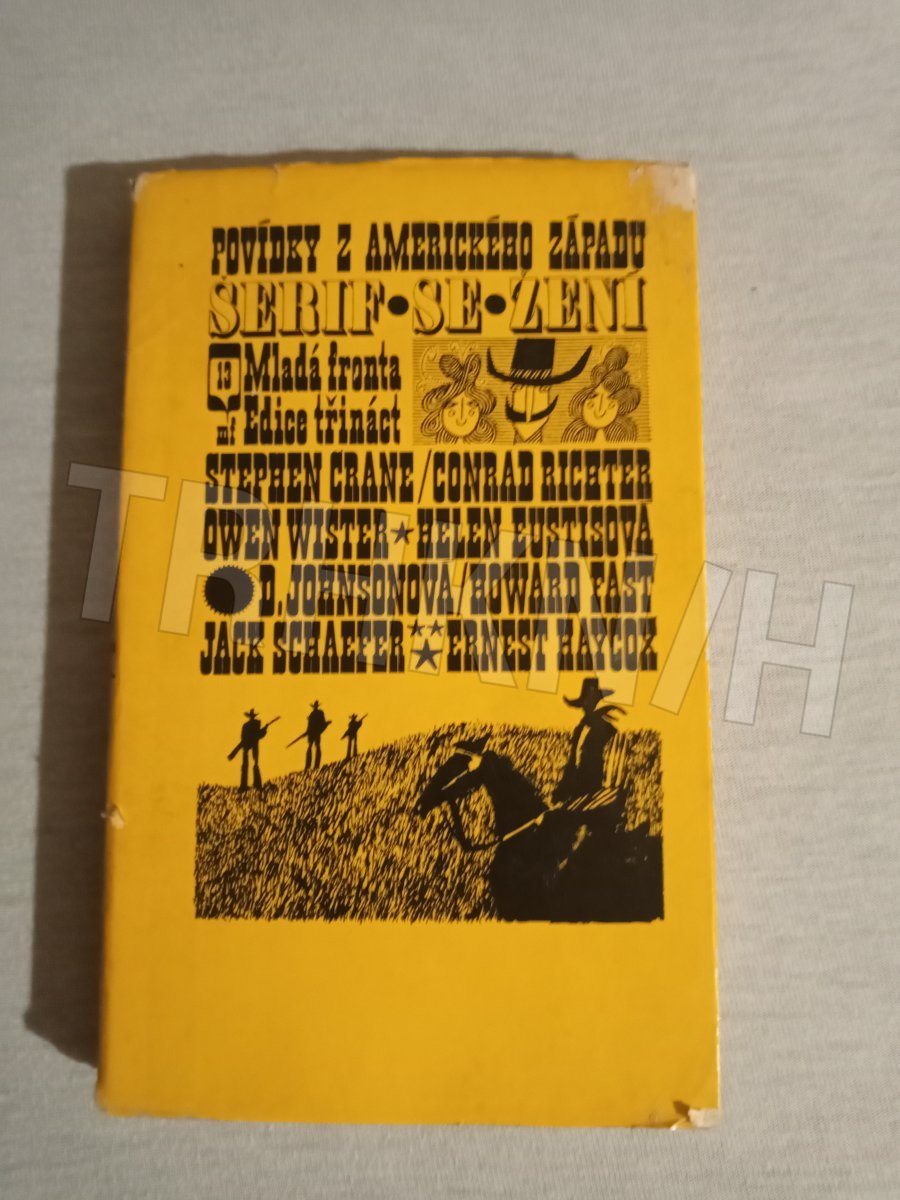 POVÍDKY Z AMERICKÉHO ZÁPADU
ŠERIF•SE•ŽENÍ
13 Mladá fronta
mf Edice třináct
STEPHEN CRANE/CONRAD RICHTER
OWEN WISTER★HELEN EUSTISOVÁ
D. JOHNSONOVÁ/HOWARD FAST
JACK SCHAEFER★★★ERNEST HAYCOX